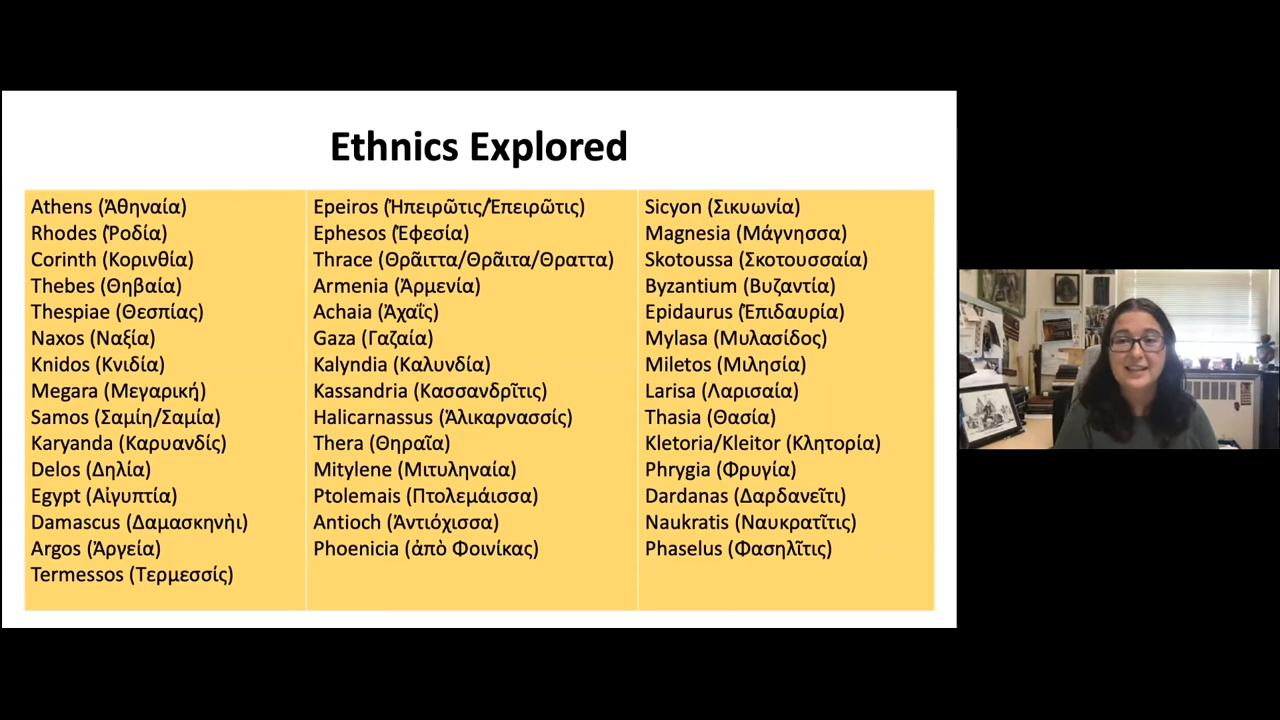 Ethnics Explored
Athens (Ἀθηναία)
Rhodes (Ῥοδία)
Corinth (Κορινθία)
Thebes (Θηβαία)
Thespiae (Θεσπίας)
Naxos (Ναξία)
Knidos (Κνιδία)
Megara (Μεγαρική)
Samos (Σαμίη/Σαμία)
Karyanda (Καρυανδίς)
Delos (Δηλία)
Egypt (Αἰγυπτία)
Damascus (Δαμασκηνὴι)
Argos (Ἀργεία)
Termessos (Τερμεσσίς)
Epeiros (Ἠπειρῶτις/Ἐπειρῶτις)
Ephesos (Ἐφεσία)
Thrace (Θρᾶιττα/Θρᾶιτα/Θραττα)
Armenia (Ἀρμενία)
Achaia (Ἀχαΐς)
Gaza (Γαζαία)
Kalyndia (Καλυνδία)
Kassandria (Κασσανδρῖτις)
Halicarnassus (Ἁλικαρνασσίς)
Thera (Θηραῖα)
Mitylene (Μιτυληναία)
Ptolemais (Πτολεμάισσα)
Antioch (Ἀντιόχισσα)
Phoenicia (ἀπὸ Φοινίκας)
Sicyon (Σικυωνία)
Magnesia (Μάγνησσα)
Skotoussa (Σκοτουσσαία)
Byzantium (Βυζαντία)
Epidaurus (Ἐπιδαυρία)
Mylasa (Μυλασίδος)
Miletos (Μιλησία)
Larisa (Λαρισαία)
Thasia (Θασία)
Kletoria/Kleitor (Κλητορία)
Phrygia (Φρυγία)
Dardanas (Δαρδανεῖτι)
Naukratis (Ναυκρατῖτις)
Phaselus (Φασηλῖτις)